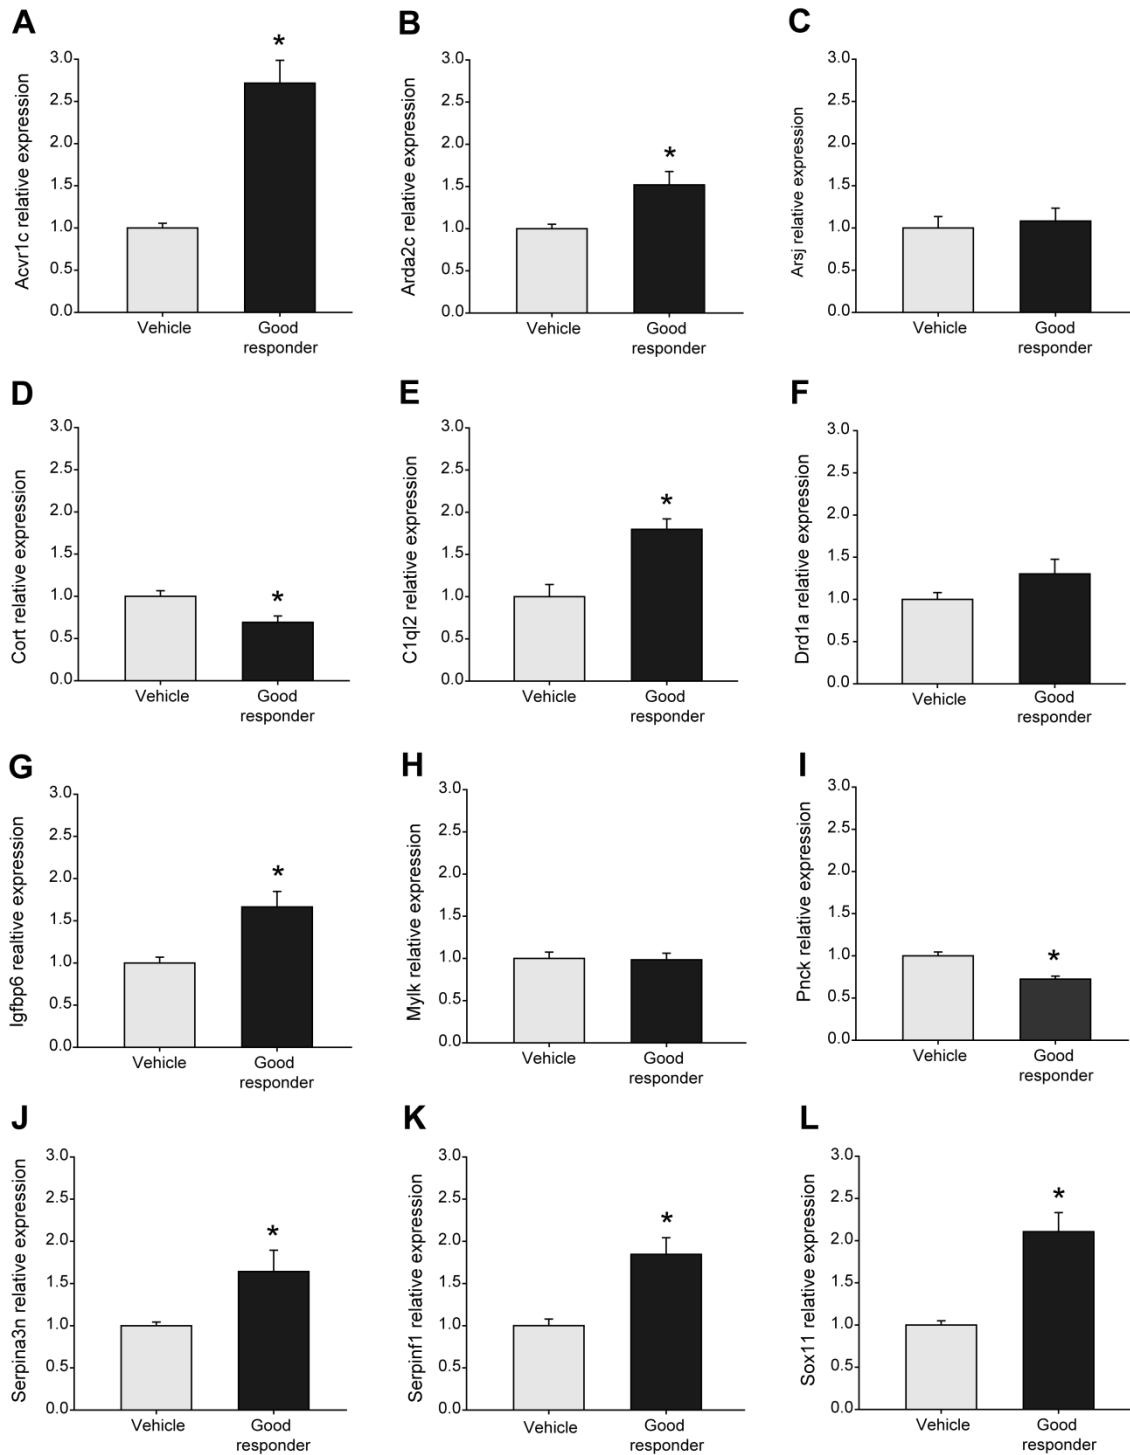 A
Acvr1c relative expression
3.0
2.5
2.0
1.5
1.0
0.5
0.0
*
Vehicle
Good
responder
B
Arda2c relative expression
3.0
2.5
2.0
1.5
1.0
0.5
0.0
*
Vehicle
Good
responder
C
Arsj relative expression
3.0
2.5
2.0
1.5
1.0
0.5
0.0
Vehicle
Good
responder
D
Cort relative expression
3.0
2.5
2.0
1.5
1.0
0.5
0.0
*
Vehicle
Good
responder
E
C1ql2 relative expression
3.0
2.5
2.0
1.5
1.0
0.5
0.0
*
Vehicle
Good
responder
F
Drd1a relative expression
3.0
2.5
2.0
1.5
1.0
0.5
0.0
Vehicle
Good
responder
G
Igfbp6 realtive expression
3.0
2.5
2.0
1.5
1.0
0.5
0.0
*
Vehicle
Good
responder
H
Mylk relative expression
3.0
2.5
2.0
1.5
1.0
0.5
0.0
Vehicle
Good
responder
I
Pnck relative expression
3.0
2.5
2.0
1.5
1.0
0.5
0.0
*
Vehicle
Good
responder
J
Serpina3n relative expression
3.0
2.5
2.0
1.5
1.0
0.5
0.0
*
Vehicle
Good
responder
K
Serpinf1 relative expression
3.0
2.5
2.0
1.5
1.0
0.5
0.0
*
Vehicle
Good
responder
L
Sox11 relative expression
3.0
2.5
2.0
1.5
1.0
0.5
0.0
*
Vehicle
Good
responder